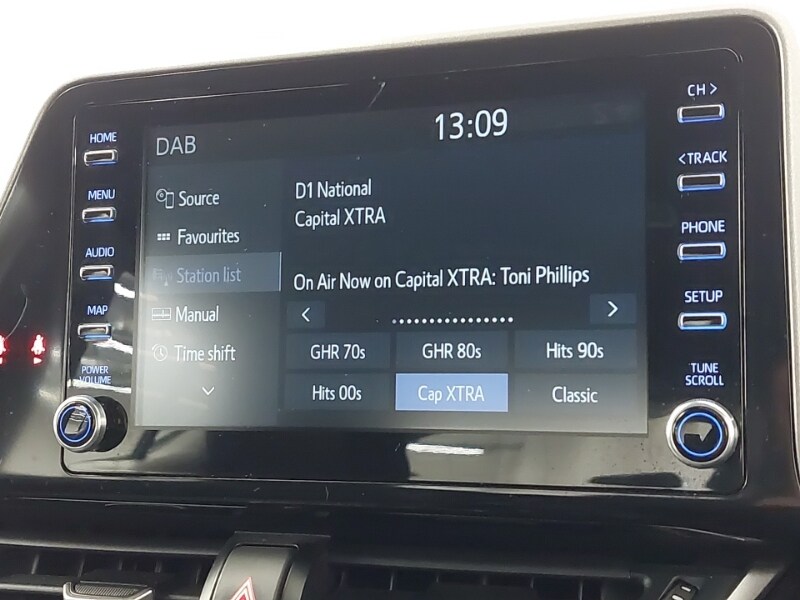 DAB
13:09
HOME
MENU
AUDIO
MAP
POWER
VOLUME
Source
Favourites
Station list
Manual
Time shift
D1 National
Capital XTRA
On Air Now on Capital XTRA: Toni Phillips
<
>
GHR 70s
GHR 80s
Hits 90s
Hits 00s
Cap XTRA
Classic
CH >
< TRACK
PHONE
SETUP
TUNE
SCROLL